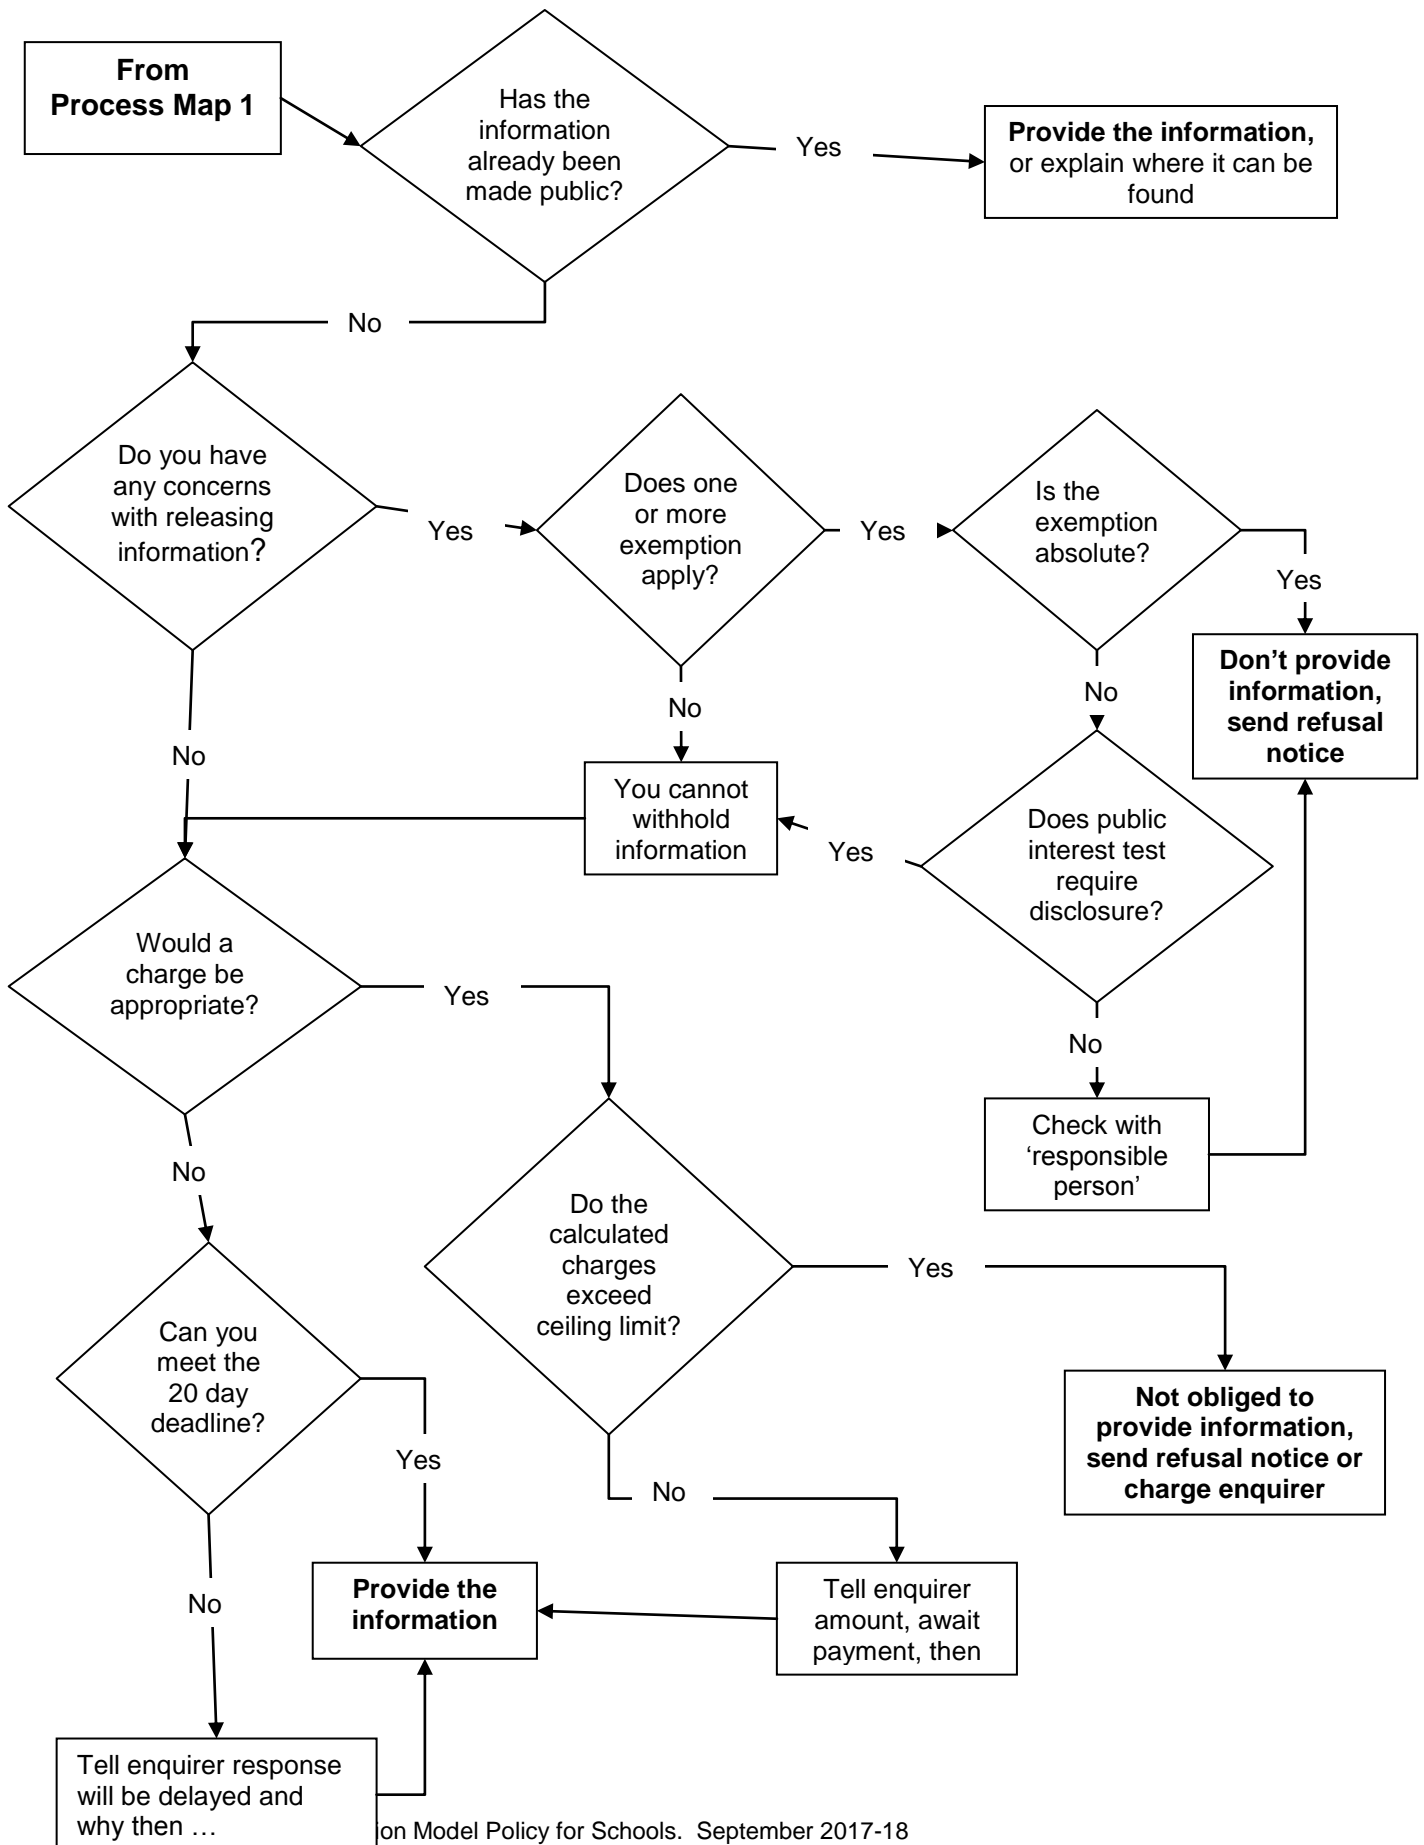 From
Process Map 1
Has the
information
already been
made public?
Yes
Provide the information,
or explain where it can be
found
No
Do you have
any concerns
with releasing
information?
Yes
Does one
or more
exemption
apply?
Yes
Is the
exemption
absolute?
Yes
Don’t provide
information,
send refusal
notice
No
No
No
You cannot
withhold
information
Yes
Does public
interest test
require
disclosure?
Would a
charge be
appropriate?
Yes
No
Check with
‘responsible
person’
No
Do the
calculated
charges
exceed
ceiling limit?
Yes
Can you
meet the
20 day
deadline?
Not obliged to
provide information,
send refusal notice or
charge enquirer
Yes
No
No
Provide the
information
Tell enquirer
amount, await
payment, then
Tell enquirer response
will be delayed and
why then …
ion Model Policy for Schools.  September 2017-18